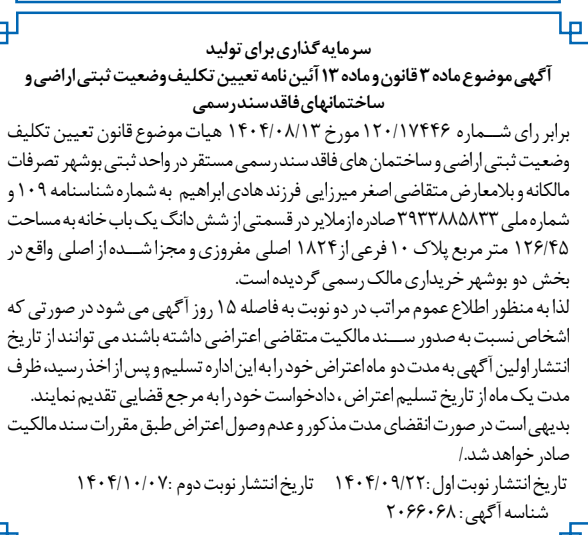 سرمایه گذاری برای تولید
آگهی موضوع ماده ۳ قانون و ماده ۱۳ آئین نامه تعیین تکلیف وضعیت ثبتی اراضی و
ساختمانهای فاقد سند رسمی
برابر رای شماره ۱۲۰/۱۷۴۴۶ مورخ ۱۴۰۴/۰۸/۱۳ هیات موضوع قانون تعیین تکلیف
وضعیت ثبتی اراضی و ساختمان های فاقد سند رسمی مستقر در واحد ثبتی بوشهر تصرفات
مالکانه و بلامعارض متقاضی اصغر میرزایی فرزند هادی ابراهیم به شماره شناسنامه ۱۰۹ و
شماره ملی ۳۹۳۳۸۸۵۸۳۳ صادره از ملایر در قسمتی از شش دانگ یک باب خانه به مساحت
۱۲۶/۴۵ متر مربع پلاک ۱۰ فرعی از ۱۸۲۴ اصلی مفروزی و مجزا شده از اصلی واقع در
بخش دو بوشهر خریداری مالک رسمی گردیده است.
لذا به منظور اطلاع عموم مراتب در دو نوبت به فاصله ۱۵ روز آگهی می شود در صورتی که
اشخاص نسبت به صدور سند مالکیت متقاضی اعتراضی داشته باشند می توانند از تاریخ
انتشار اولین آگهی به مدت دو ماه اعتراض خود را به این اداره تسلیم و پس از اخذ رسید، ظرف
مدت یک ماه از تاریخ تسلیم اعتراض ، دادخواست خود را به مرجع قضایی تقدیم نمایند.
بدیهی است در صورت انقضای مدت مذکور و عدم وصول اعتراض طبق مقررات سند مالکیت
صادر خواهد شد./
تاریخ انتشار نوبت اول :۱۴۰۴/۰۹/۲۲ تاریخ انتشار نوبت دوم :۱۴۰۴/۱۰/۰۷
شناسه آگهی : ۲۰۶۶۰۶۸